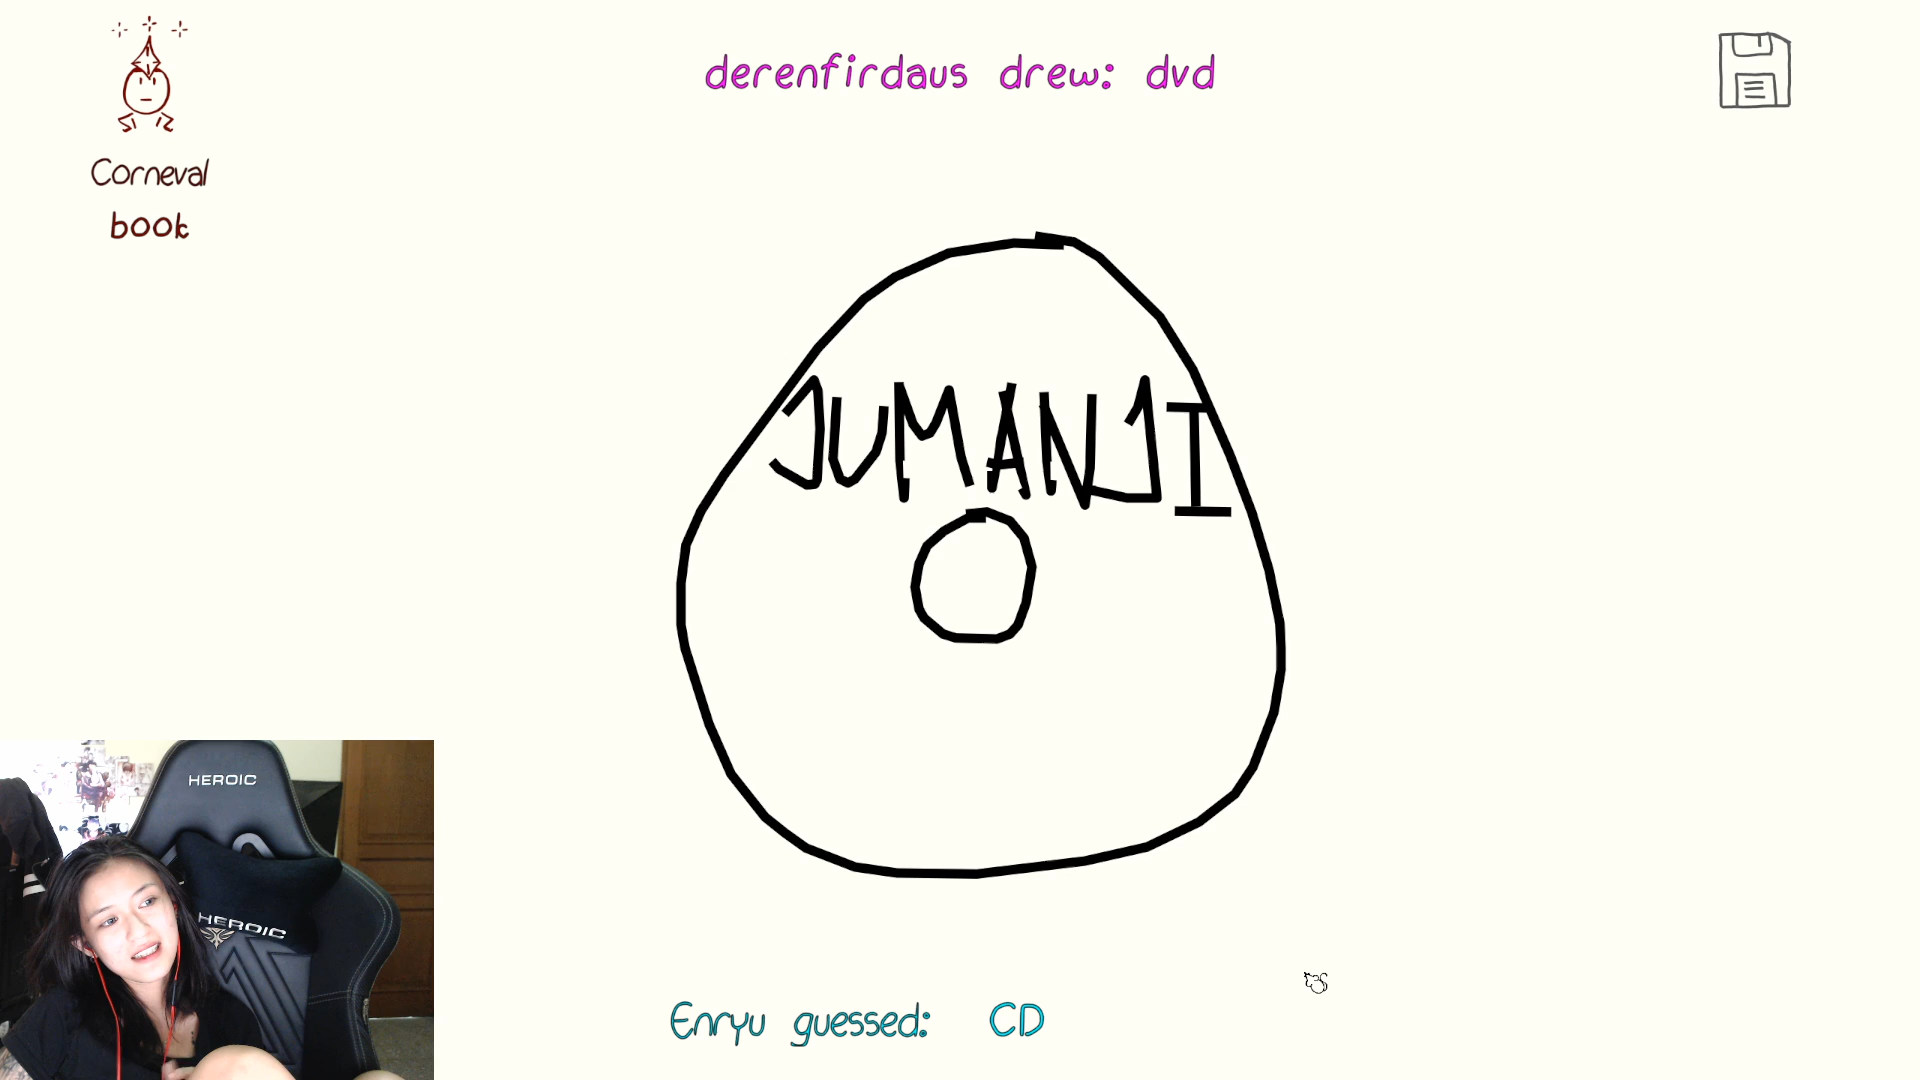 derenfirdaus drew: dvd
Corneval
book
JUMANJI
HEROIC
HEROIC
Enryu guessed: CD